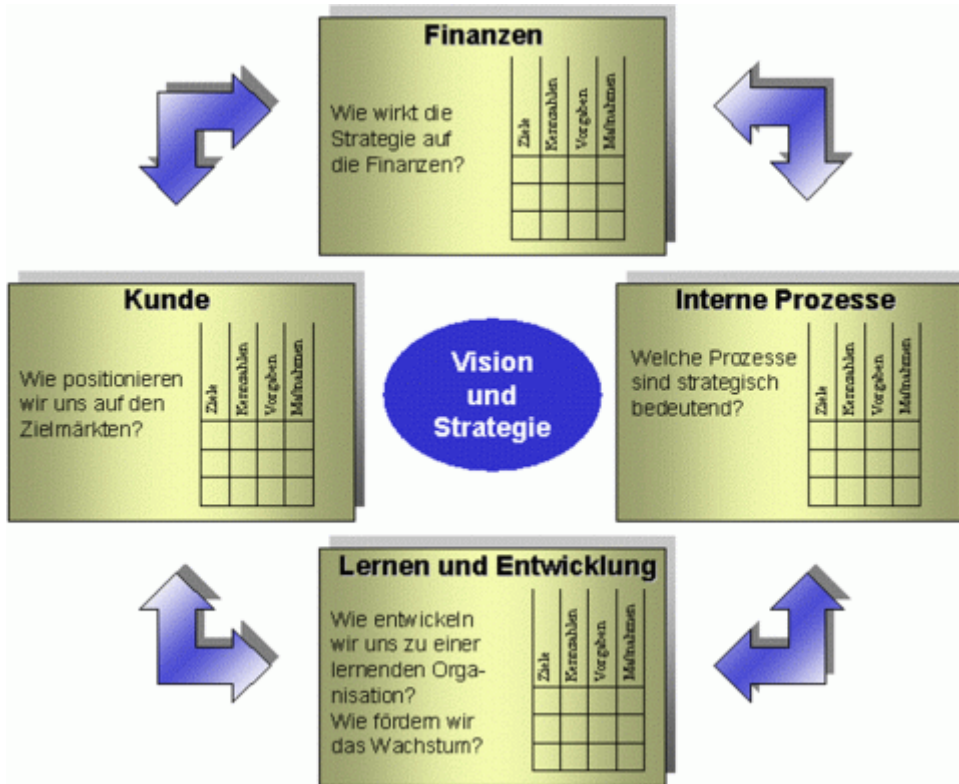 Finanzen
Wie wirkt die
Strategie auf
die Finanzen?
Ziele
Kennzahlen
Vorgaben
Maßnahmen
Kunde
Wie positionieren
wir uns auf den
Zielmärkten?
Ziele
Kennzahlen
Vorgaben
Maßnahmen
Vision
und
Strategie
Interne Prozesse
Welche Prozesse
sind strategisch
bedeutend?
Ziele
Kennzahlen
Vorgaben
Maßnahmen
Lernen und Entwicklung
Wie entwickeln
wir uns zu einer
lernenden Orga-
nisation?
Wie fördern wir
das Wachstum?
Ziele
Kennzahlen
Vorgaben
Maßnahmen